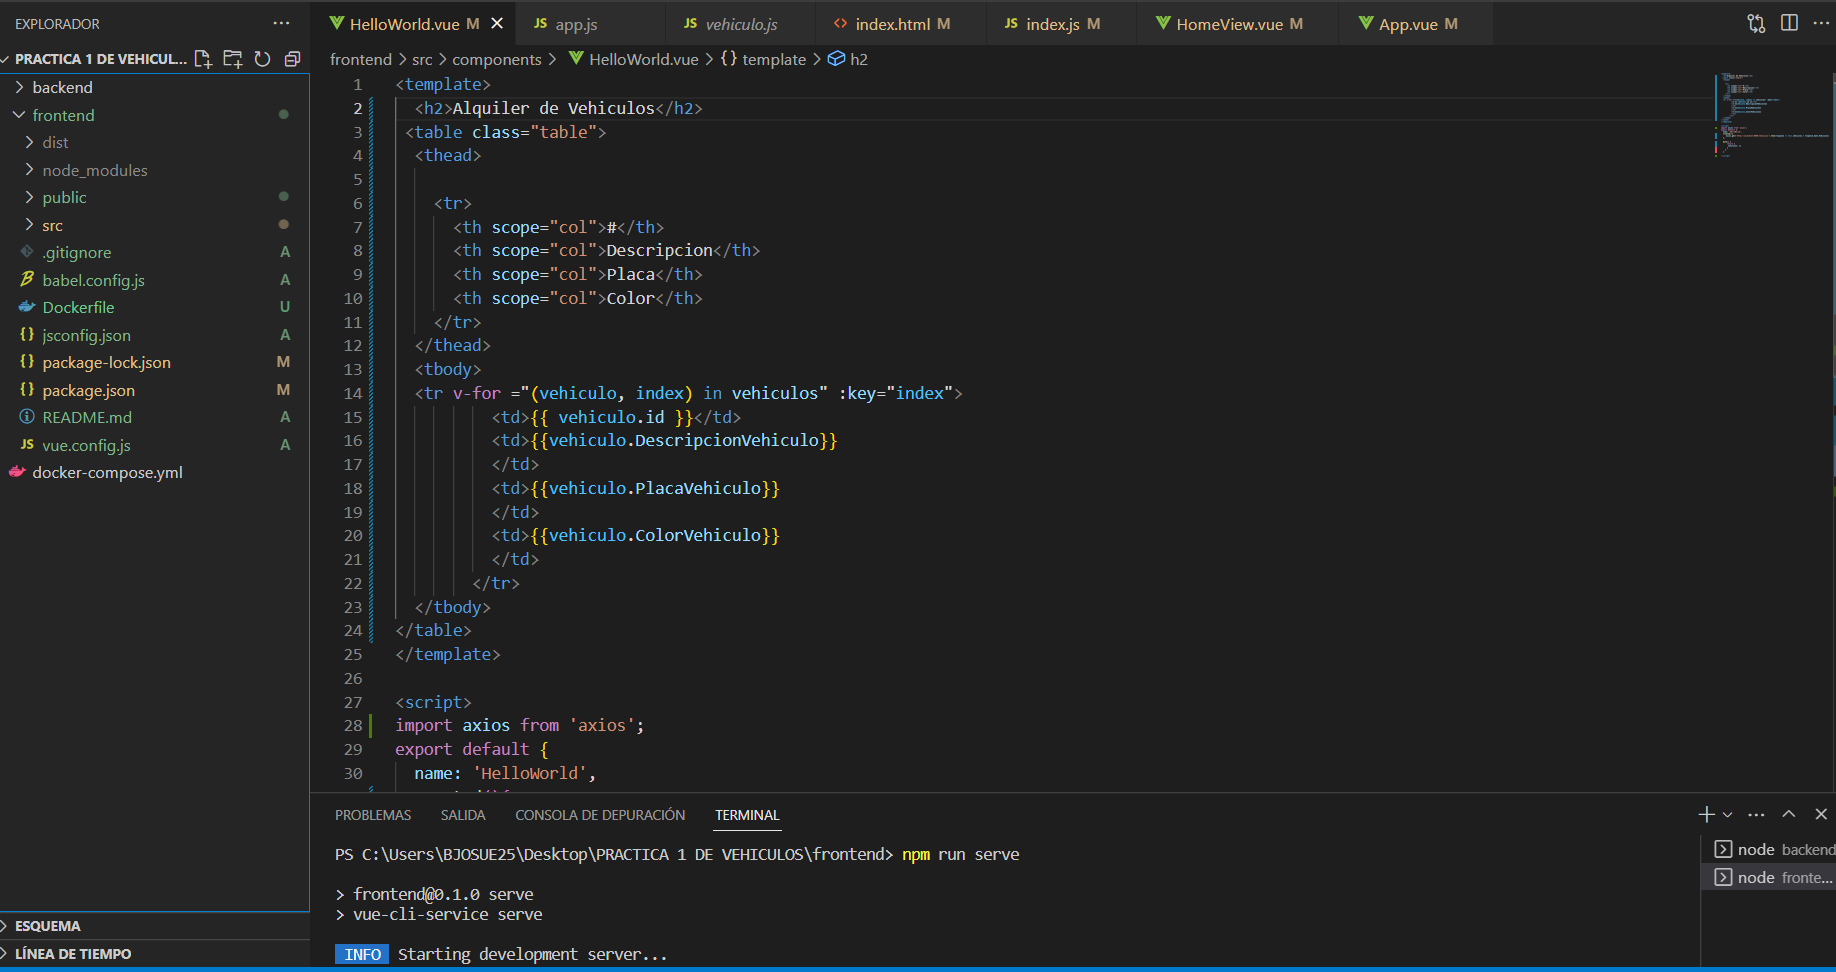 EXPLORADOR
PRACTICA 1 DE VEHICUL...
backend
frontend
dist
node_modules
public
src
.gitignore A
babel.config.js A
Dockerfile U
jsconfig.json A
package-lock.json M
package.json M
README.md A
JS vue.config.js A
docker-compose.yml
ESQUEMA
LÍNEA DE TIEMPO
HelloWorld.vue M
JS app.js
JS vehiculo.js
index.html M
JS index.js M
HomeView.vue M
App.vue M
frontend > src > components > HelloWorld.vue > {} template > h2
1 <template>
2 <h2>Alquiler de Vehiculos</h2>
3 <table class="table">
4 <thead>
5
6 <tr>
7 <th scope="col">#</th>
8 <th scope="col">Descripcion</th>
9 <th scope="col">Placa</th>
10 <th scope="col">Color</th>
11 </tr>
12 </thead>
13 <tbody>
14 <tr v-for ="(vehiculo, index) in vehiculos" :key="index">
15 <td>{{ vehiculo.id }}</td>
16 <td>{{vehiculo.DescripcionVehiculo}}
17 </td>
18 <td>{{vehiculo.PlacaVehiculo}}
19 </td>
20 <td>{{vehiculo.ColorVehiculo}}
21 </td>
22 </tr>
23 </tbody>
24 </table>
25 </template>
26
27 <script>
28 import axios from 'axios';
29 export default {
30 name: 'HelloWorld',
PROBLEMAS SALIDA CONSOLA DE DEPURACIÓN TERMINAL
PS C:\Users\BJOSUE25\Desktop\PRACTICA 1 DE VEHICULOS\frontend> npm run serve
> frontend@0.1.0 serve
> vue-cli-service serve
INFO Starting development server...
node backend
node fronte...